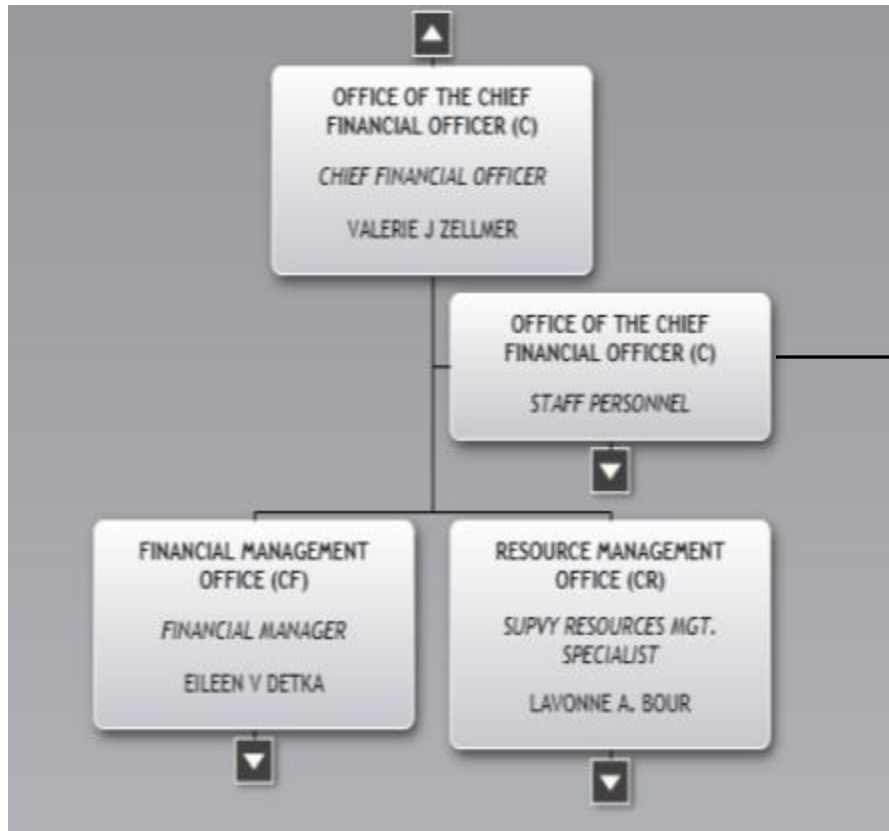 OFFICE OF THE CHIEF
FINANCIAL OFFICER (C)
CHIEF FINANCIAL OFFICER
VALERIE J ZELLMER
OFFICE OF THE CHIEF
FINANCIAL OFFICER (C)
STAFF PERSONNEL
FINANCIAL MANAGEMENT
OFFICE (CF)
FINANCIAL MANAGER
EILEEN V DETKA
RESOURCE MANAGEMENT
OFFICE (CR)
SUPVY RESOURCES MGT.
SPECIALIST
LAVONNE A. BOUR